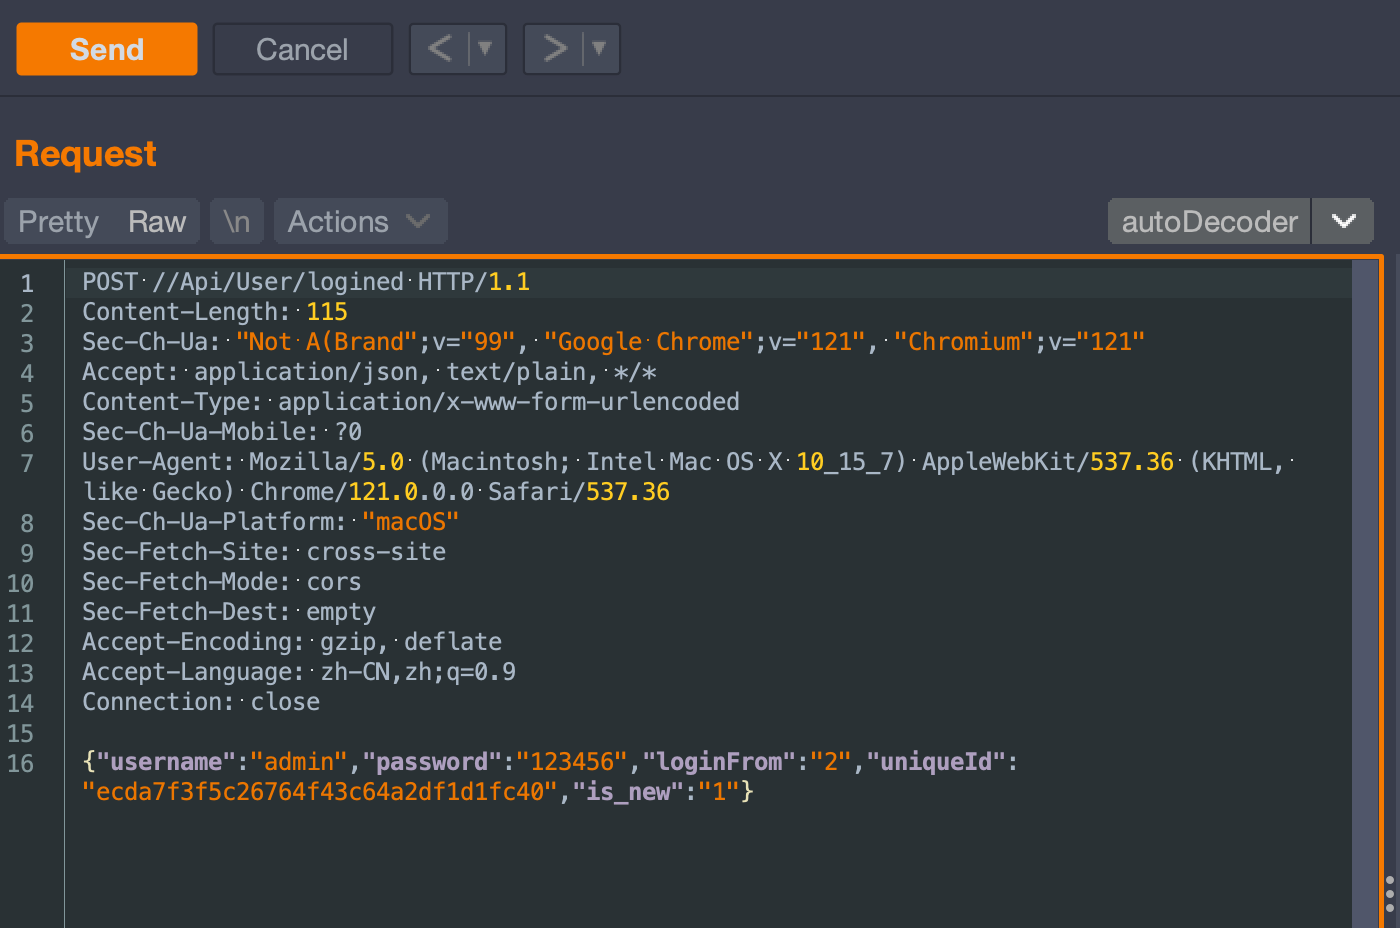 Send Cancel < ▼ > ▼
Request
Pretty Raw \n Actions autoDecoder
1 POST //Api/User/logined HTTP/1.1
2 Content-Length: 115
3 Sec-Ch-Ua: "Not A(Brand";v="99", "Google Chrome";v="121", "Chromium";v="121"
4 Accept: application/json, text/plain, */*
5 Content-Type: application/x-www-form-urlencoded
6 Sec-Ch-Ua-Mobile: ?0
7 User-Agent: Mozilla/5.0 (Macintosh; Intel Mac OS X 10_15_7) AppleWebKit/537.36 (KHTML,
like Gecko) Chrome/121.0.0.0 Safari/537.36
8 Sec-Ch-Ua-Platform: "macOS"
9 Sec-Fetch-Site: cross-site
10 Sec-Fetch-Mode: cors
11 Sec-Fetch-Dest: empty
12 Accept-Encoding: gzip, deflate
13 Accept-Language: zh-CN,zh;q=0.9
14 Connection: close
15
16 {"username":"admin","password":"123456","loginFrom":"2","uniqueId":
"ecda7f3f5c26764f43c64a2df1d1fc40","is_new":"1"}